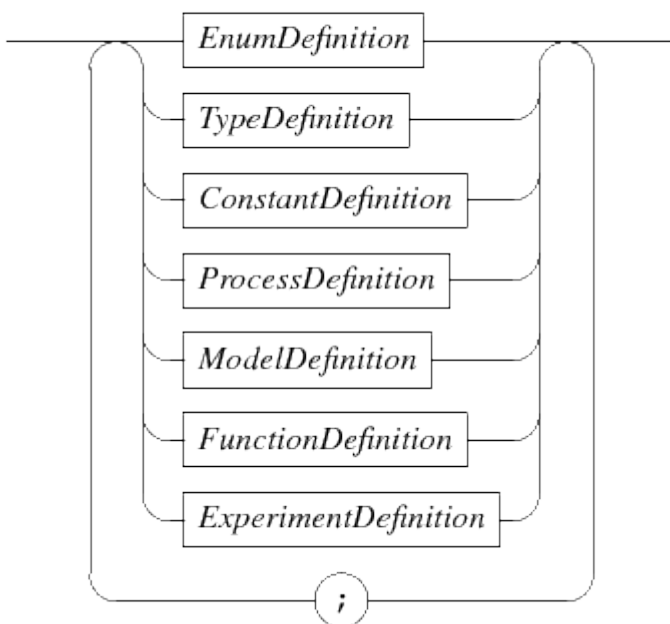 EnumDefinition
TypeDefinition
ConstantDefinition
ProcessDefinition
ModelDefinition
FunctionDefinition
ExperimentDefinition
;